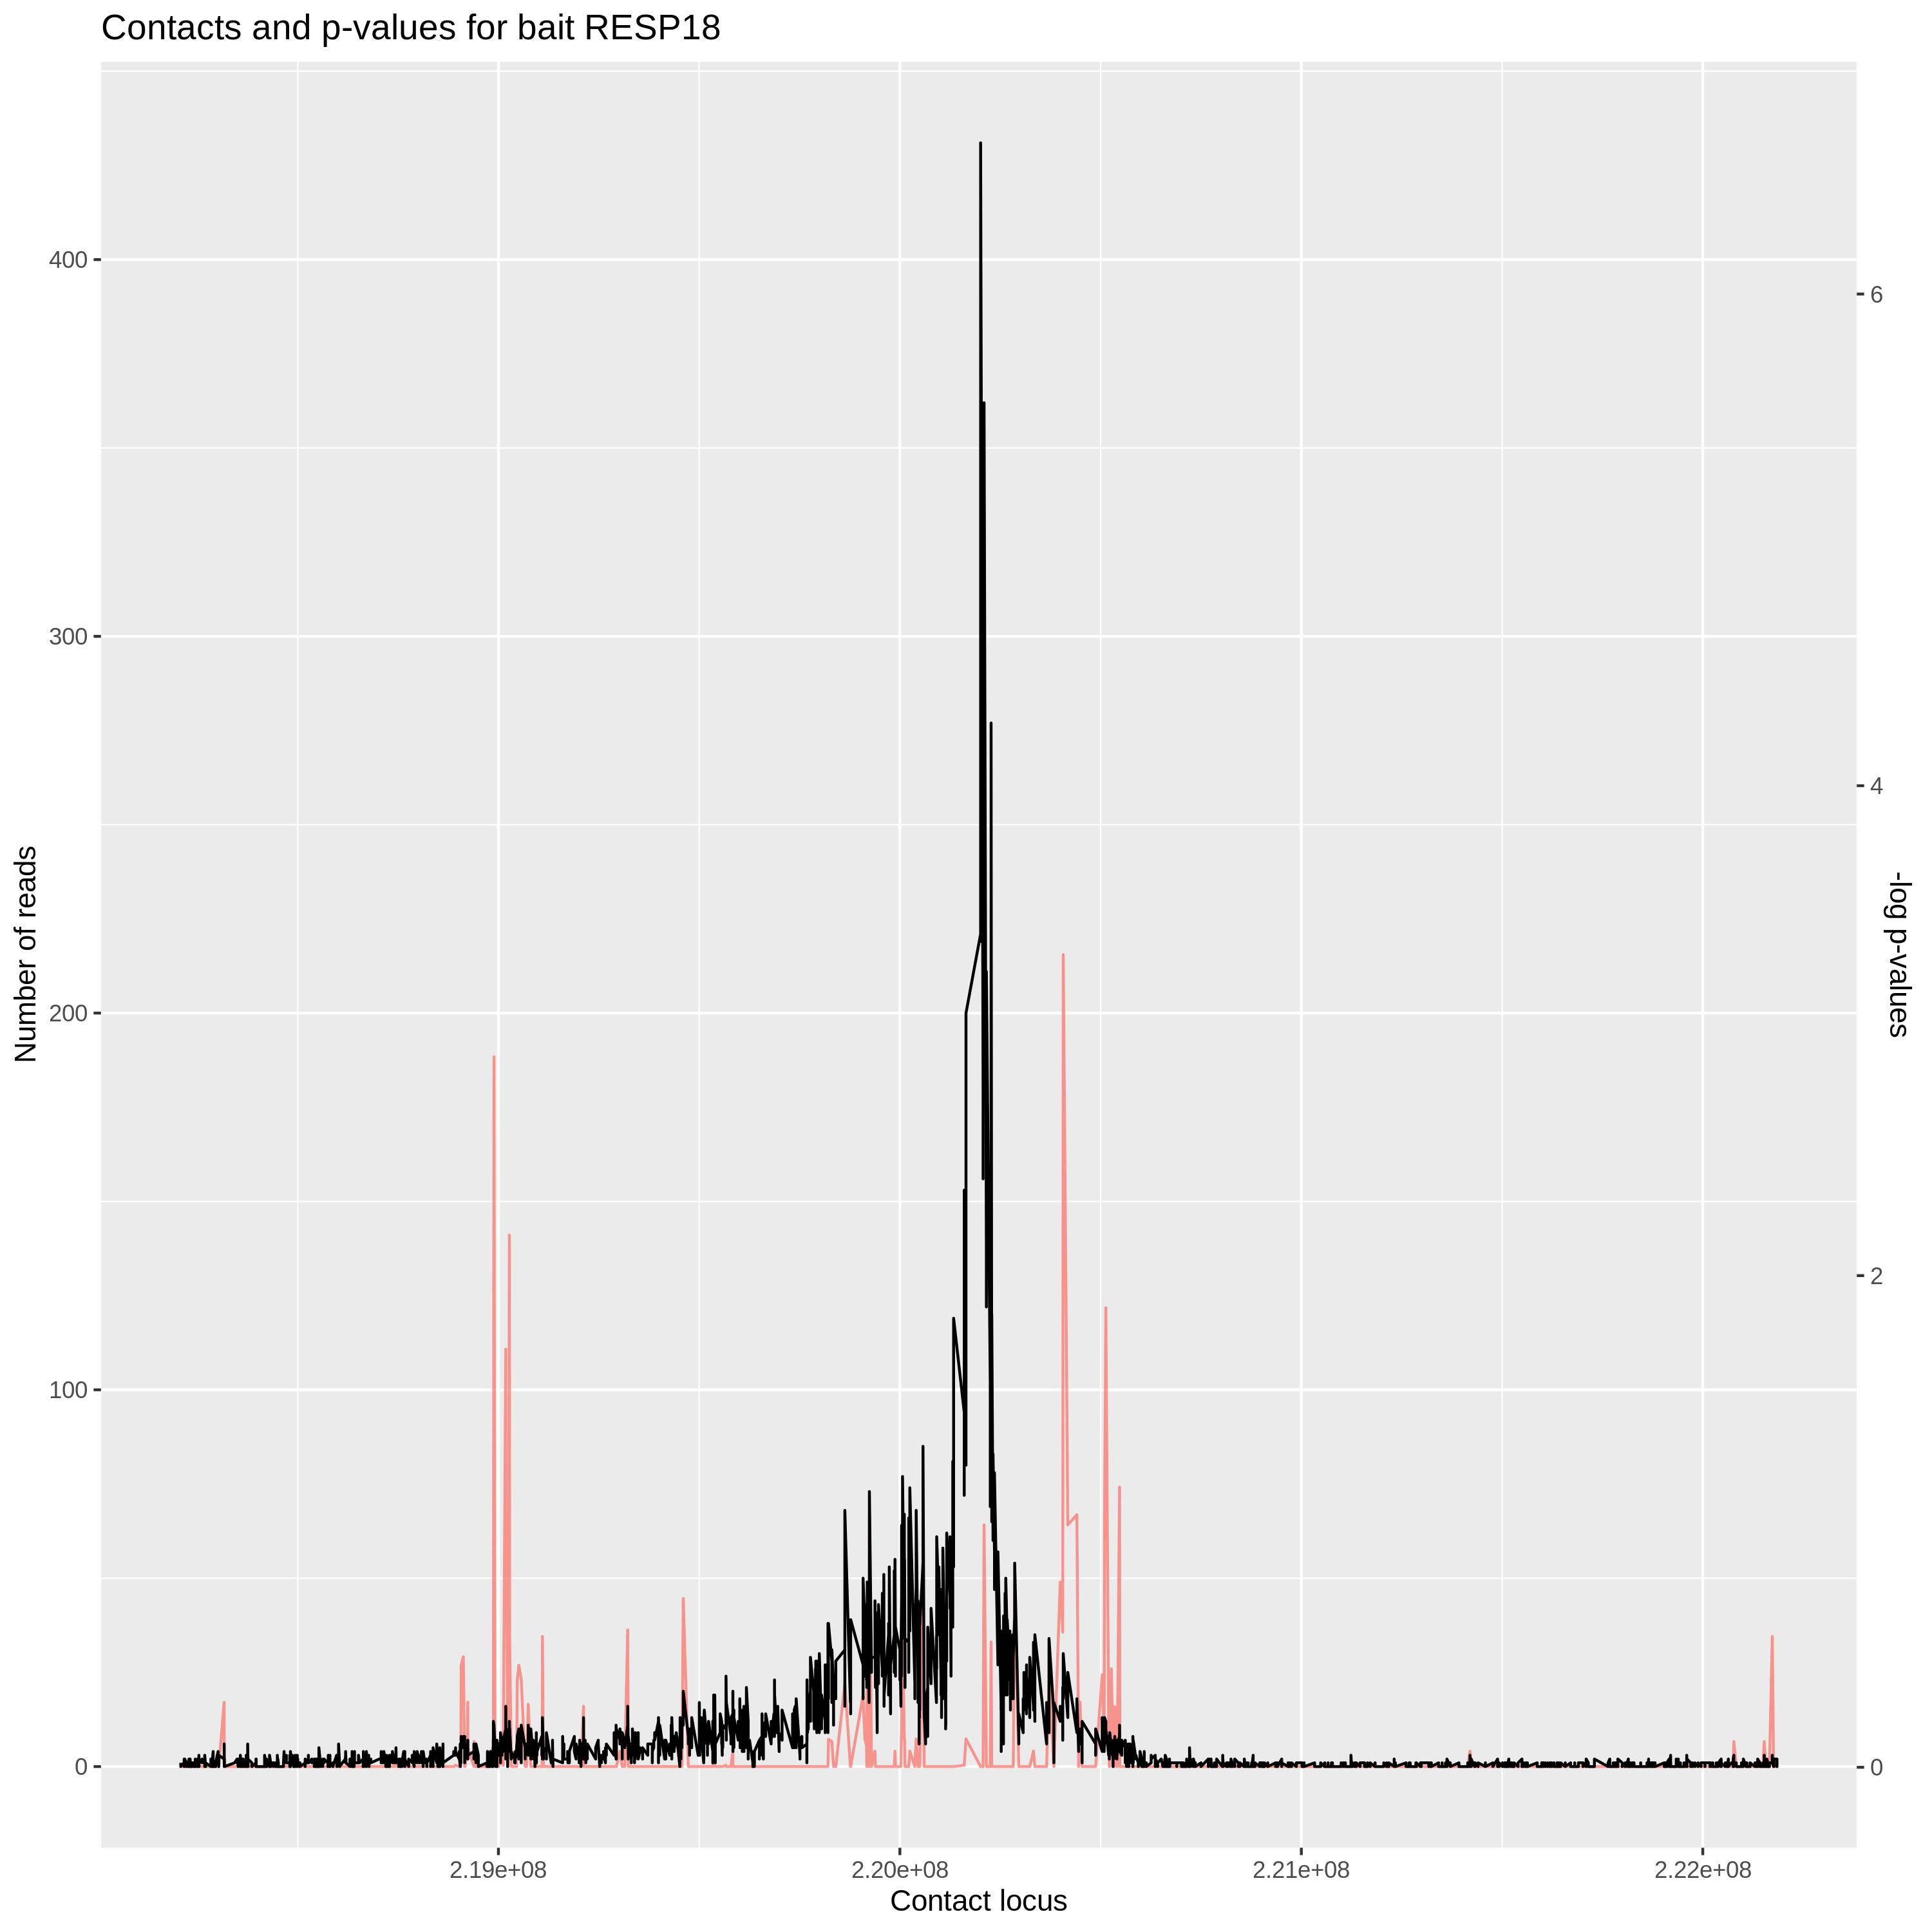 Contacts and p-values for bait RESP18
400
300
200
100
0
Number of reads
6
4
2
0
-log p-values
2.19e+08
2.20e+08
2.21e+08
2.22e+08
Contact locus